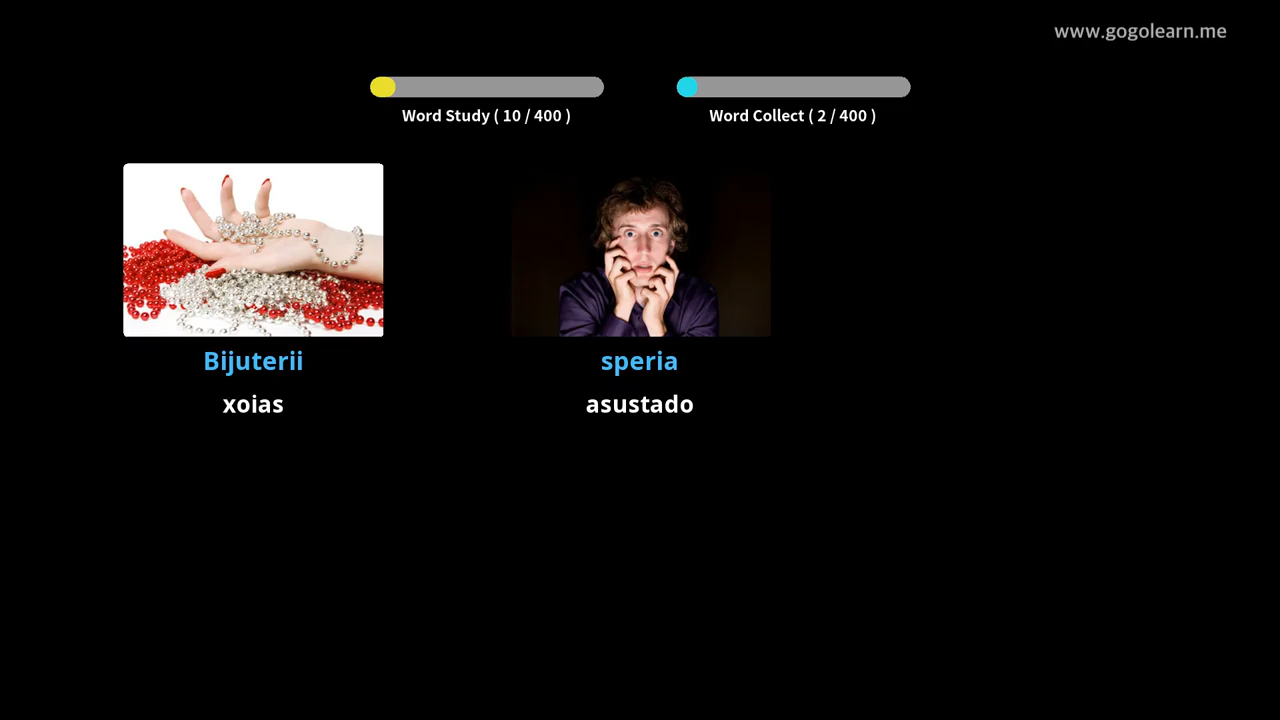 www.gogolearn.me
Word Study ( 10 / 400 )
Word Collect ( 2 / 400 )
Bijuterii
xoias
speria
asustado